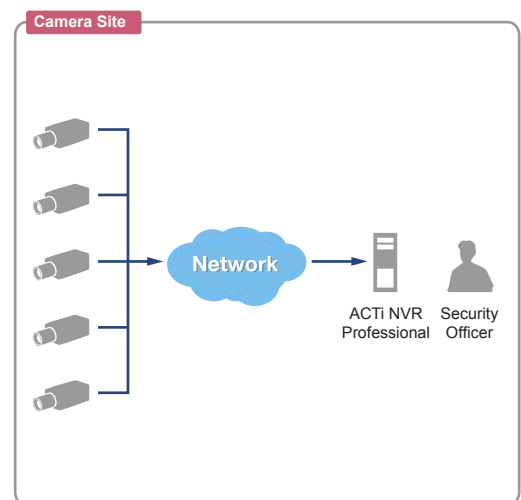 Camera Site
Network
ACTi NVR
Professional
Security
Officer